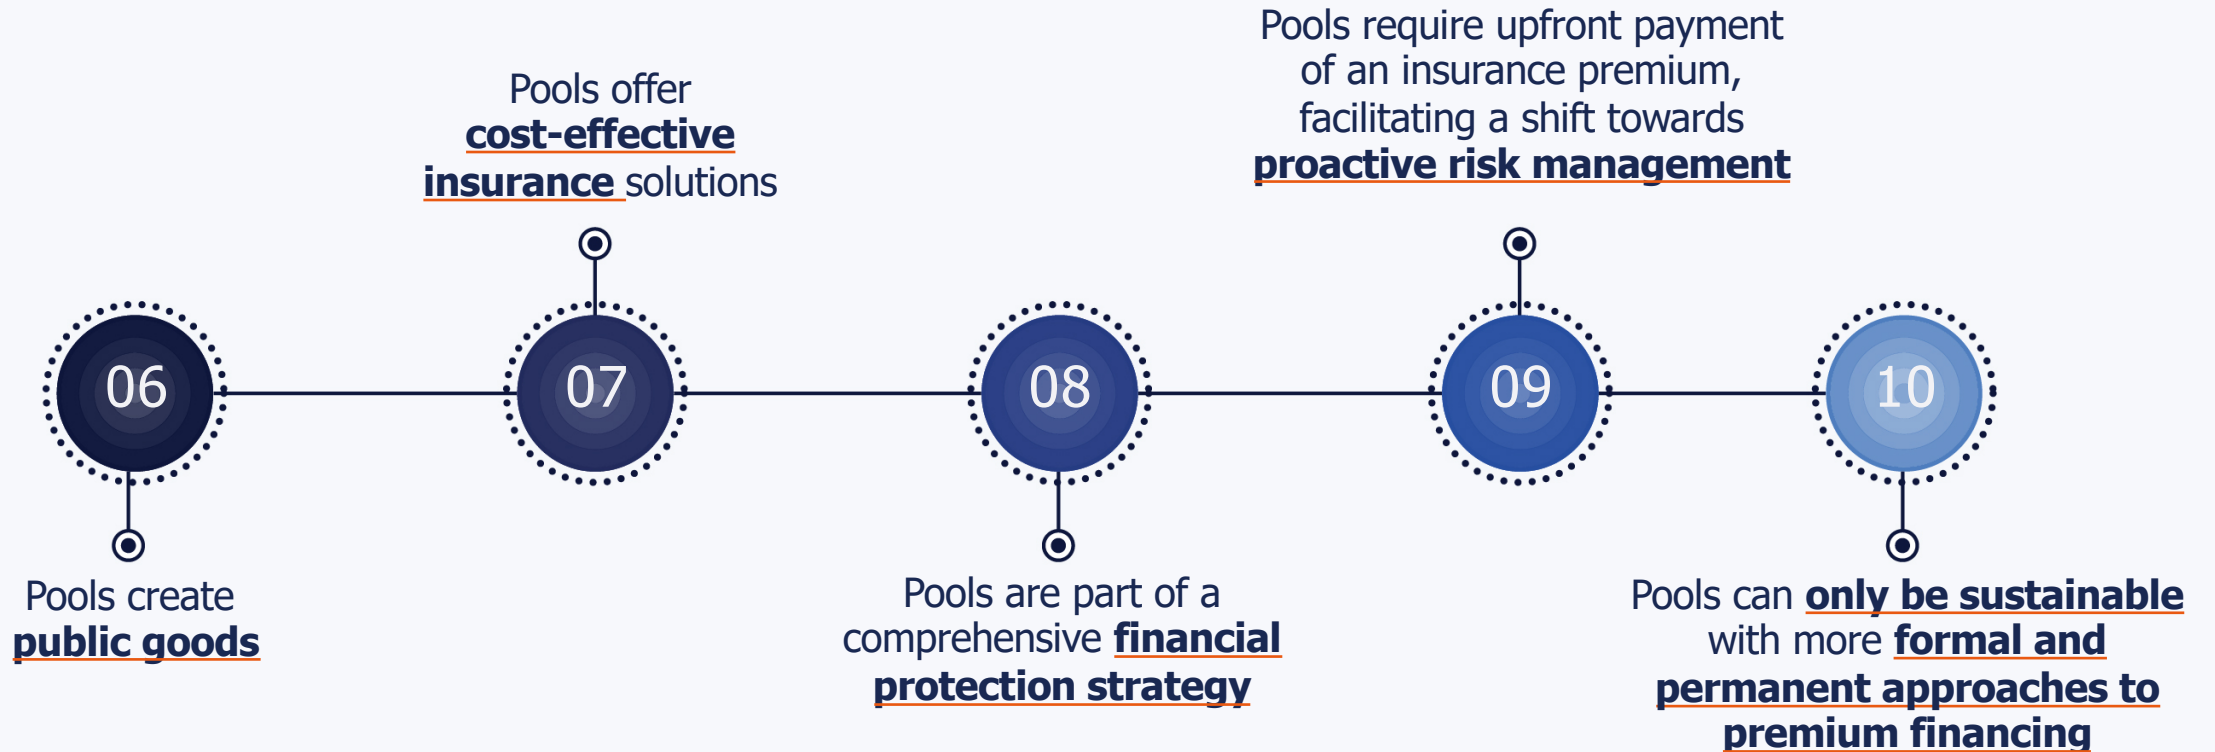 06
Pools create
public goods
07
Pools offer
cost-effective
insurance solutions
08
Pools are part of a
comprehensive financial
protection strategy
09
Pools require upfront payment
of an insurance premium,
facilitating a shift towards
proactive risk management
10
Pools can only be sustainable
with more formal and
permanent approaches to
premium financing